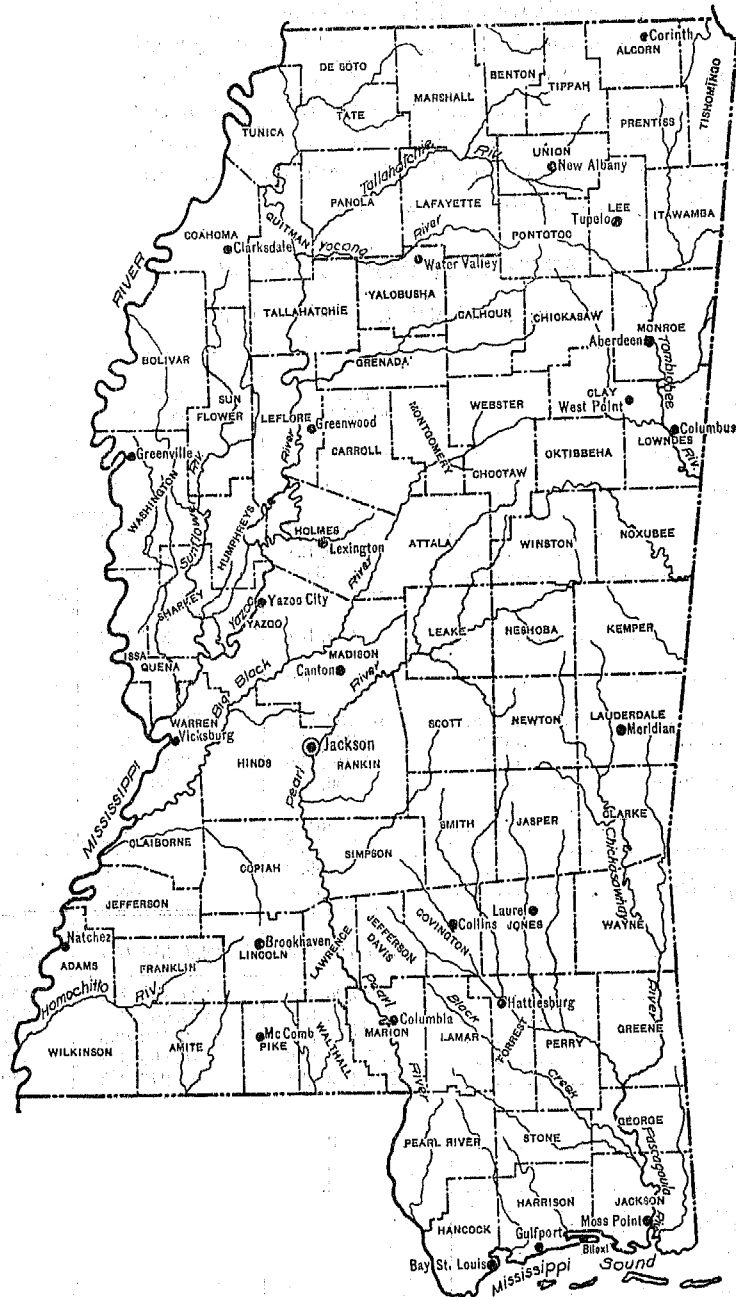 Corinth
ALCORN
DE SOTO
BENTON
TIPPAH
MARSHALL
TISHOMINGO
TATE
PRENTISS
TUNICA
UNION
New Albany
Tallahatchie Riv.
PANOLA
LAFAYETTE
LEE
Tupelo
ITAWAMBA
QUITMAN
PONTOTOC
COAHOMA
Clarksdale
Yocona River
Water Valley
MISSISSIPPI RIVER
TALLAHATCHIE
YALOBUSHA
CALHOUN
CHICKASAW
MONROE
Aberdeen
Tombigbee Riv.
BOLIVAR
GRENADA
SUN
FLOWER
LEFLORE
WEBSTER
CLAY
West Point
Greenwood
MONTGOMERY
Columbus
LOWNDES
Greenville
CARROLL
OKTIBBEHA
CHOCTAW
WASHINGTON
Sunflower Riv.
HUMPHREYS
HOLMES
Lexington
ATTALA
WINSTON
NOXUBEE
SHARKEY
Yazoo River
Yazoo City
YAZOO
LEAKE
NESHOBA
KEMPER
ISSA
QUENA
MADISON
Canton
Big Black River
WARREN
Vicksburg
SCOTT
NEWTON
LAUDERDALE
Meridian
Jackson
HINDS
RANKIN
Pearl River
SMITH
JASPER
CLARKE
Chickasawhay River
CLAIBORNE
COPIAH
SIMPSON
JEFFERSON
Natchez
ADAMS
FRANKLIN
Brookhaven
LINCOLN
LAWRENCE
JEFFERSON
DAVIS
COVINGTON
Collins
Laurel
JONES
WAYNE
Homochitto Riv.
Hattiesburg
Pearl River
Columbia
MARION
Black Creek
LAMAR
FORREST
PERRY
GREENE
WILKINSON
AMITE
Mc Comb
PIKE
WALTHALL
GEORGE
PEARL RIVER
STONE
Pascagoula Riv.
HARRISON
JACKSON
Moss Point
HANCOCK
Gulfport
Biloxi
Bay St. Louis
Mississippi Sound